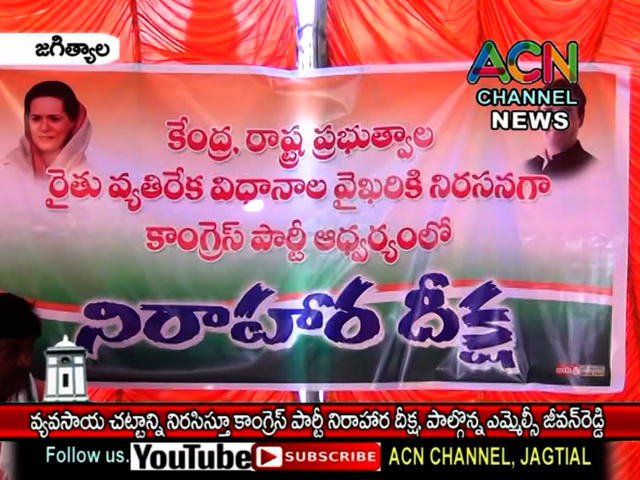 జగిత్యాల
ACN
CHANNEL
NEWS
కేంద్ర, రాష్ట్ర ప్రభుత్వాల
రైతు వ్యతిరేక విధానాల వైఖరికి నిరసనగా
కాంగ్రెస్ పార్టీ ఆధ్వర్యంలో
నిరాహార దీక్ష
వ్యవసాయ చట్టాన్ని నిరసిస్తూ కాంగ్రెస్ పార్టీ నిరాహార దీక్ష, పాల్గొన్న ఎమ్మెల్సీ జీవన్‌రెడ్డి
Follow us. YouTube SUBSCRIBE ACN CHANNEL, JAGTIAL